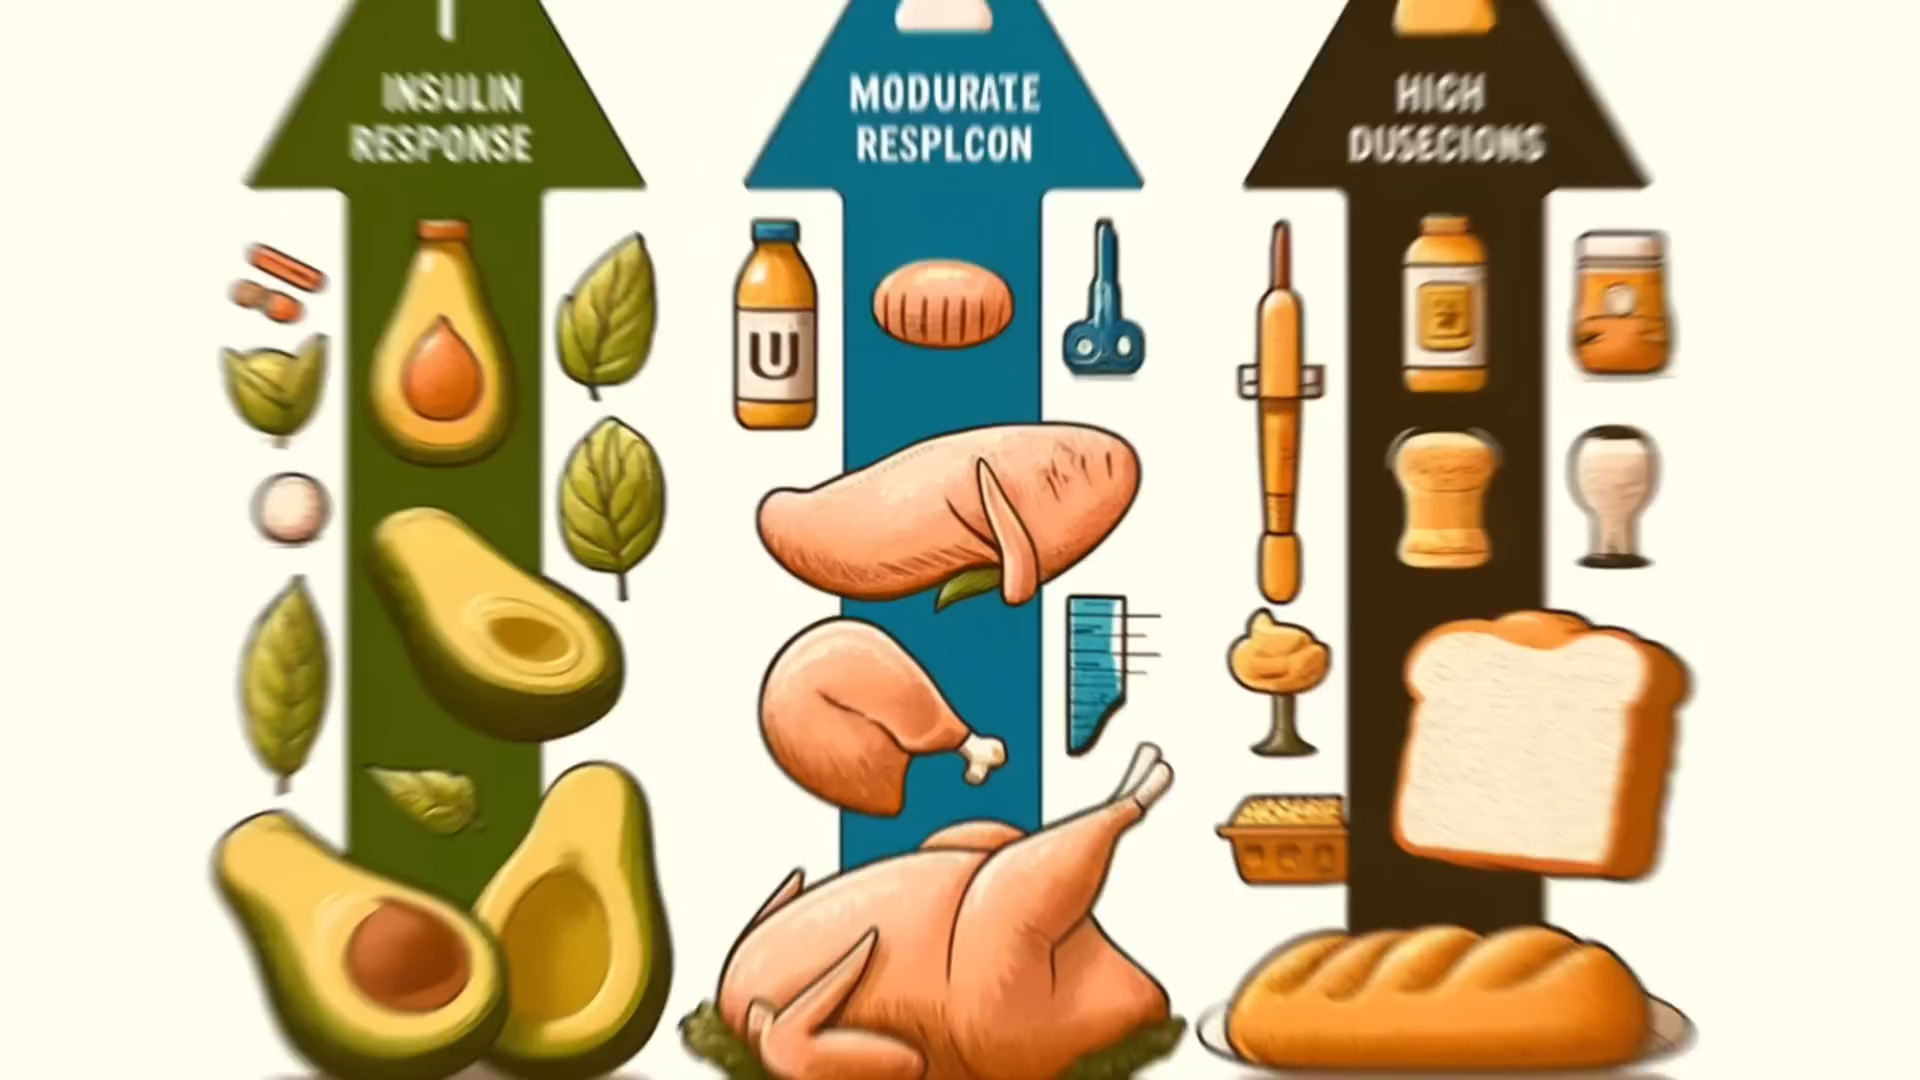 INSULIN
RESPONSE
MODURATE
RESPLCON
HIGH
DUSECIONS
U